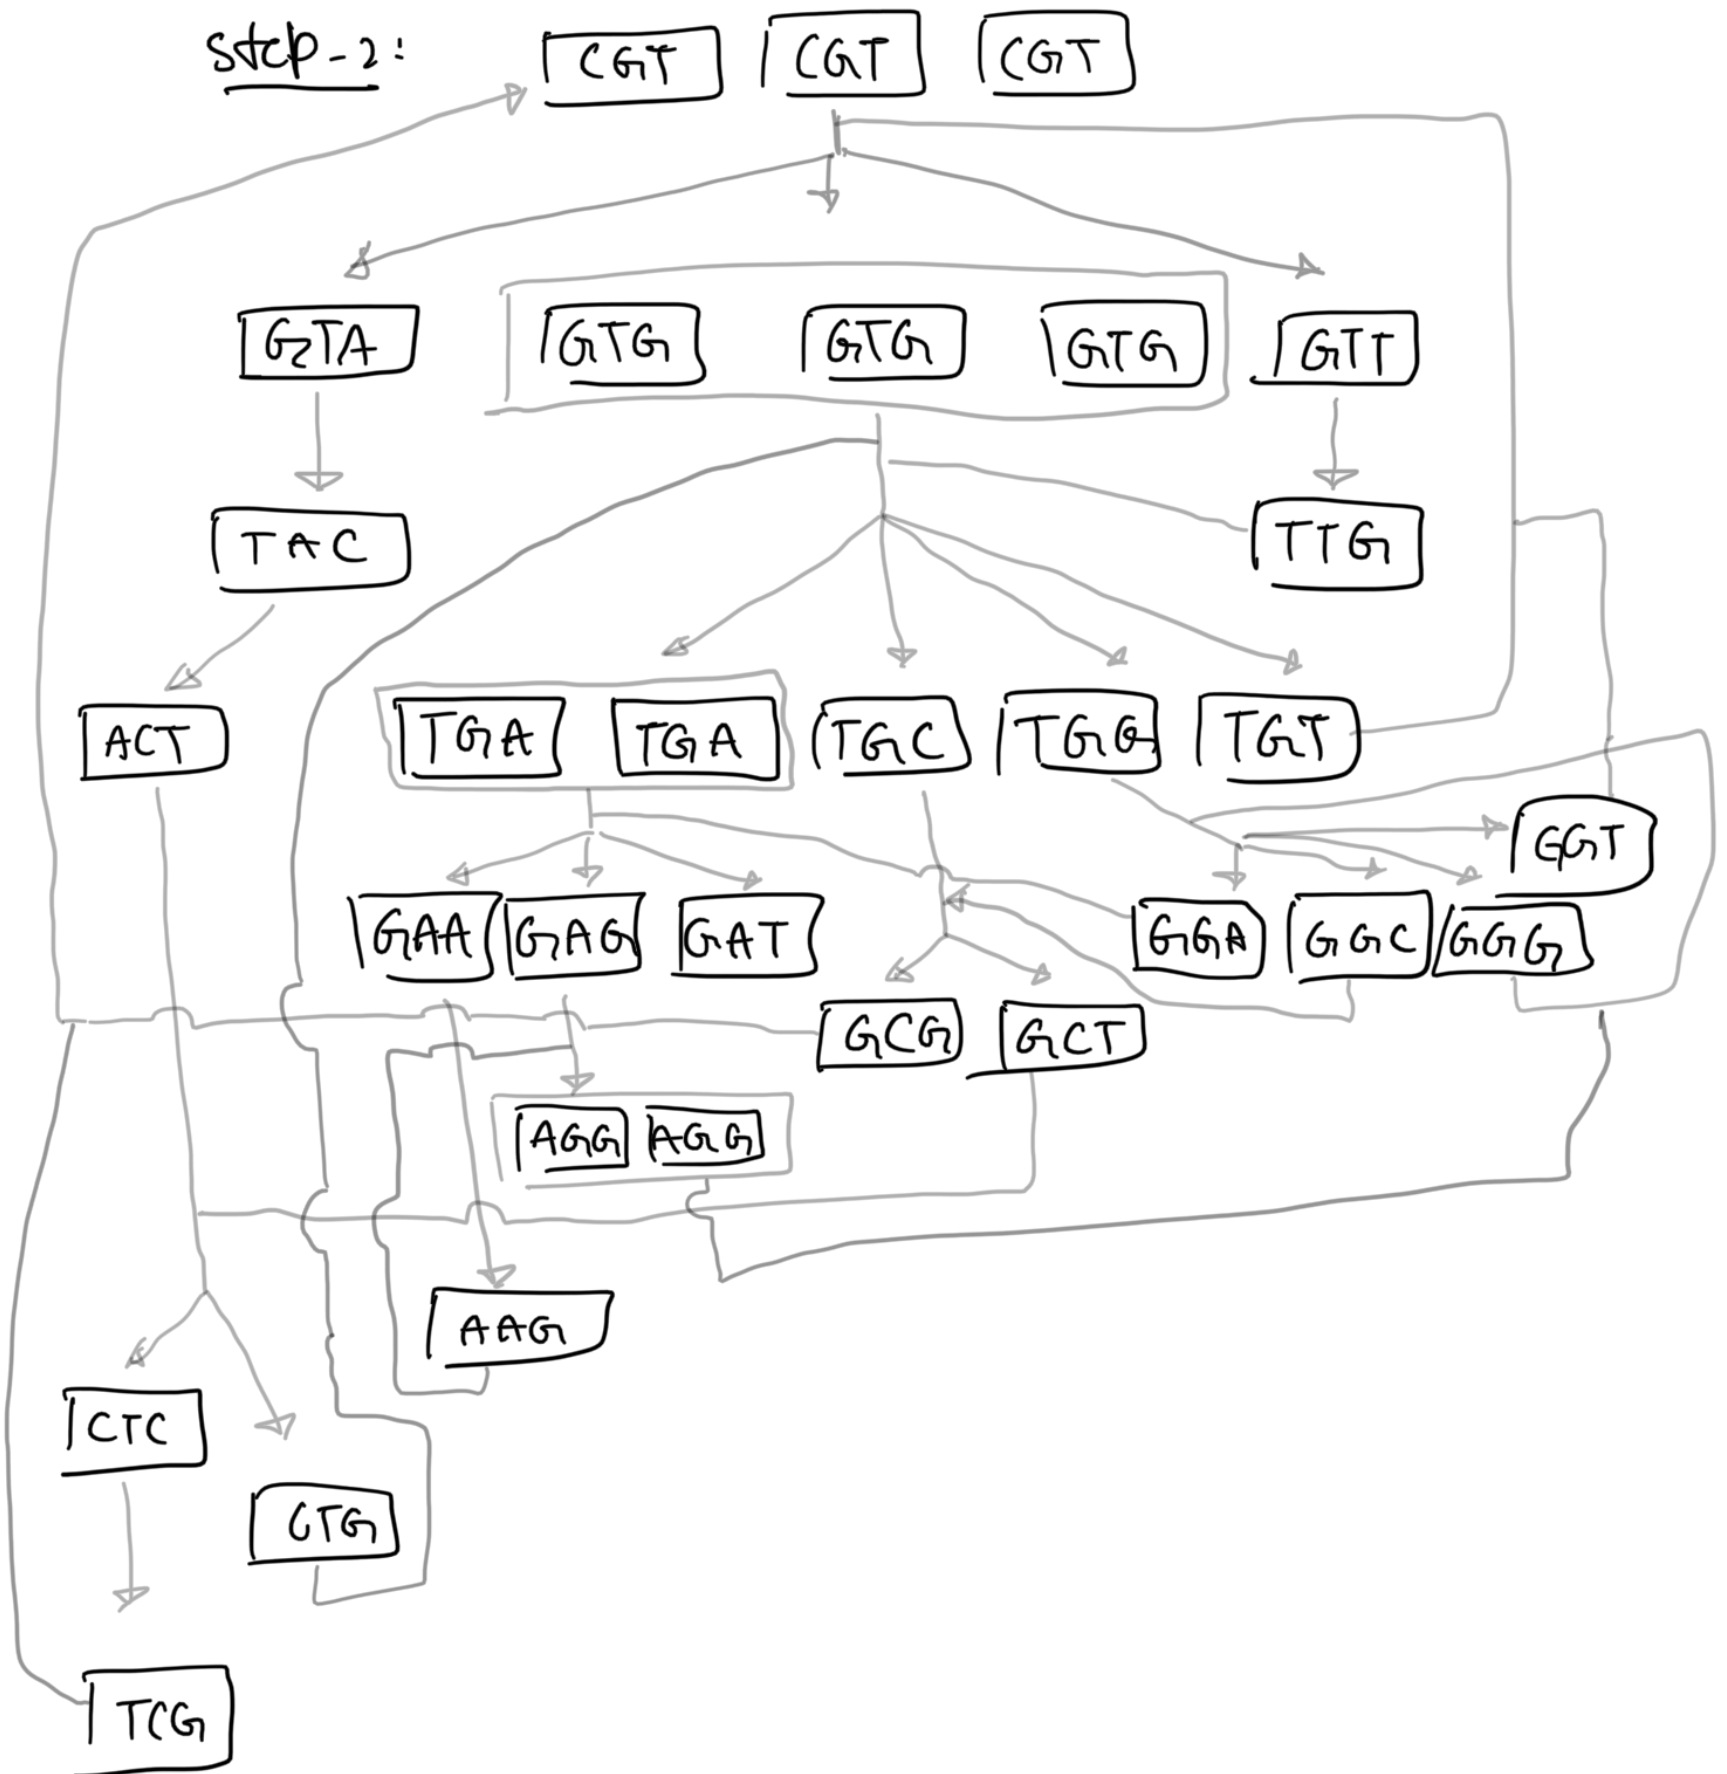 step-2:
CGT CGT CGT
GTA GTG GTG GTG GTT
TAC TTG
ACT TGA TGA TGC TGG TGT
GGT
GAA GAG GAT GGA GGC GGG
GCG GCT
AGG AGG
AAG
CTC
CTG
TCG